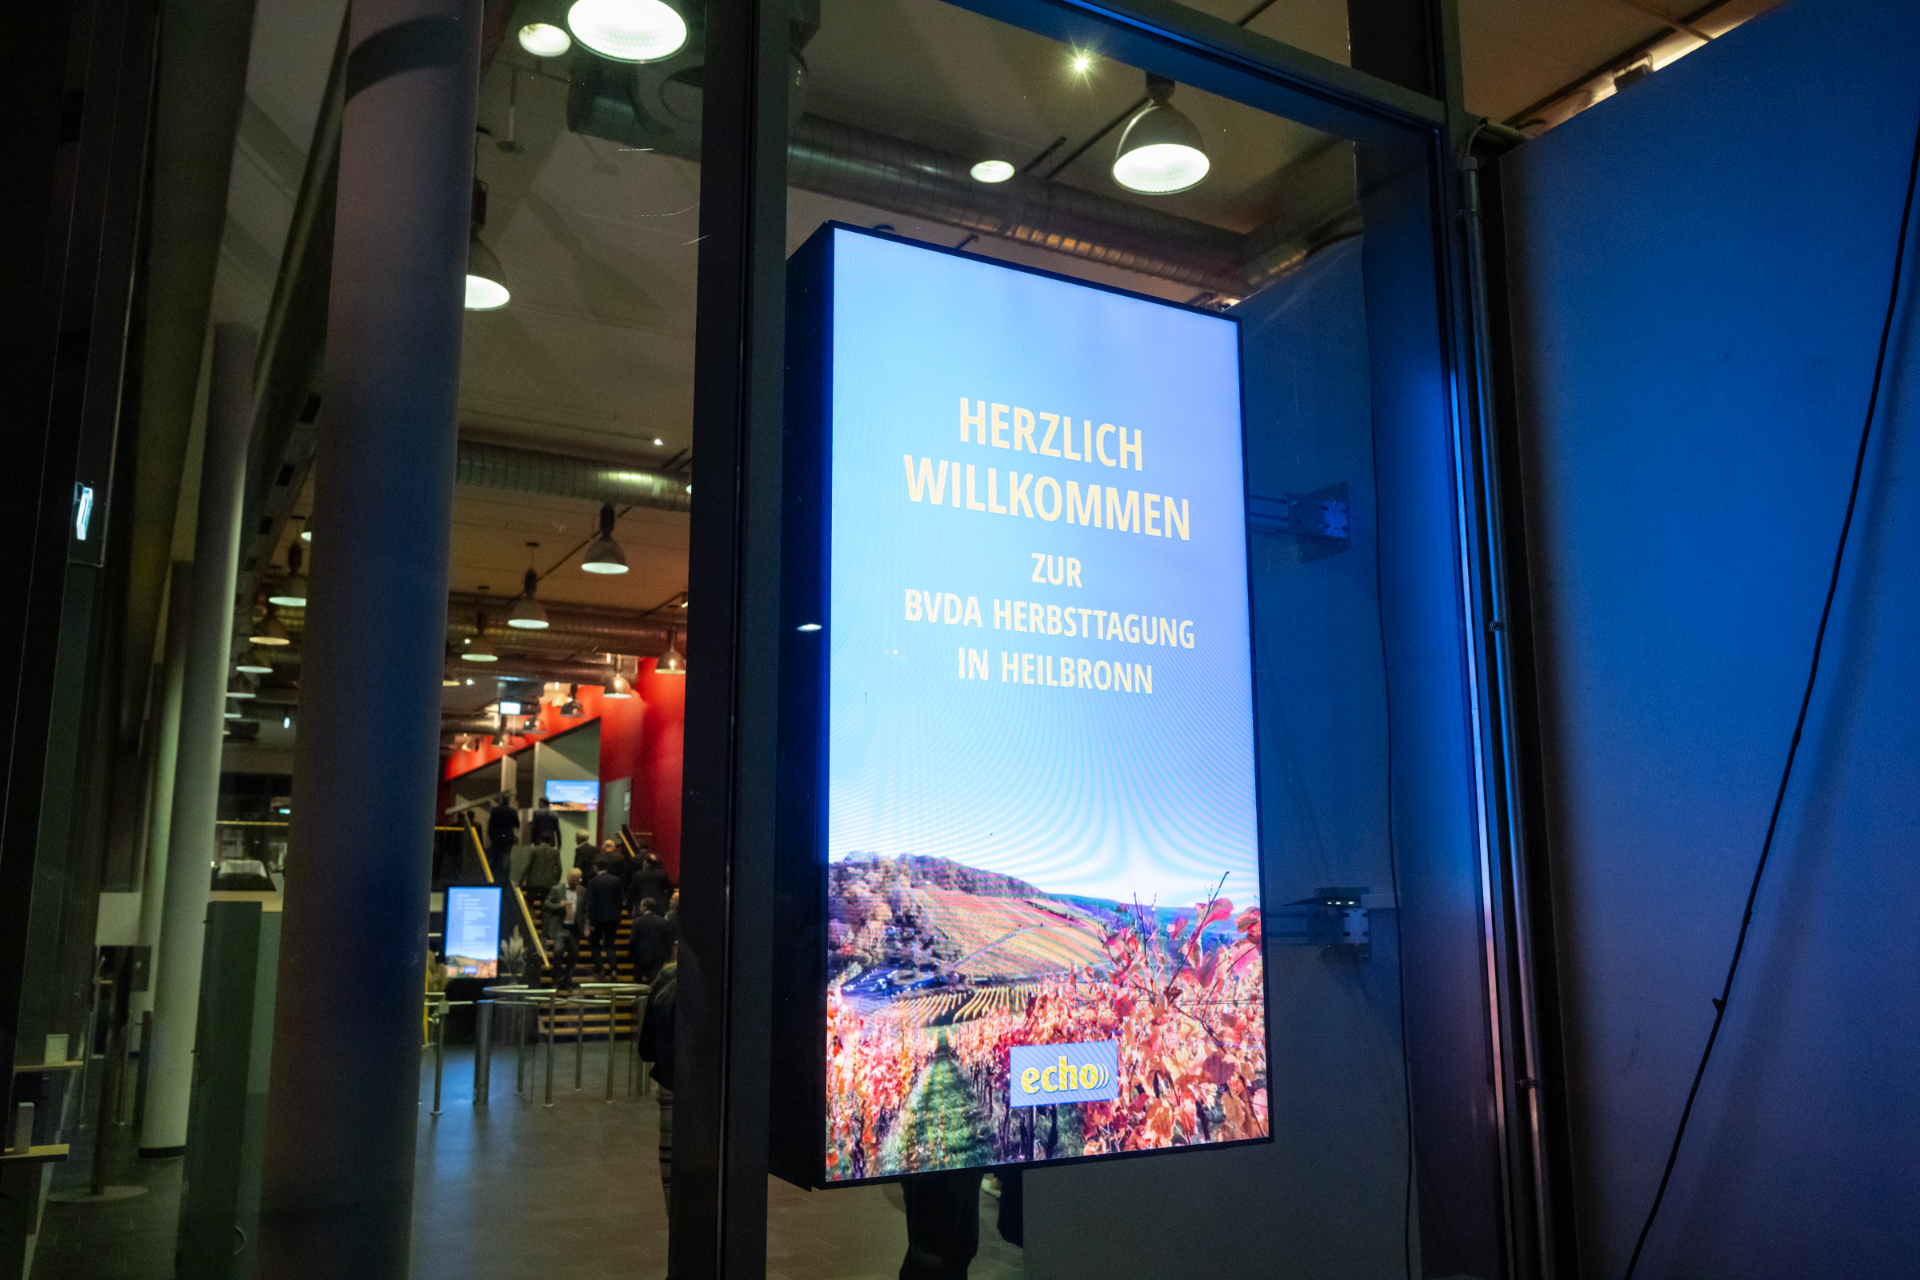 HERZLICH
WILLKOMMEN
ZUR
BVDA HERBSTTAGUNG
IN HEILBRONN
echo